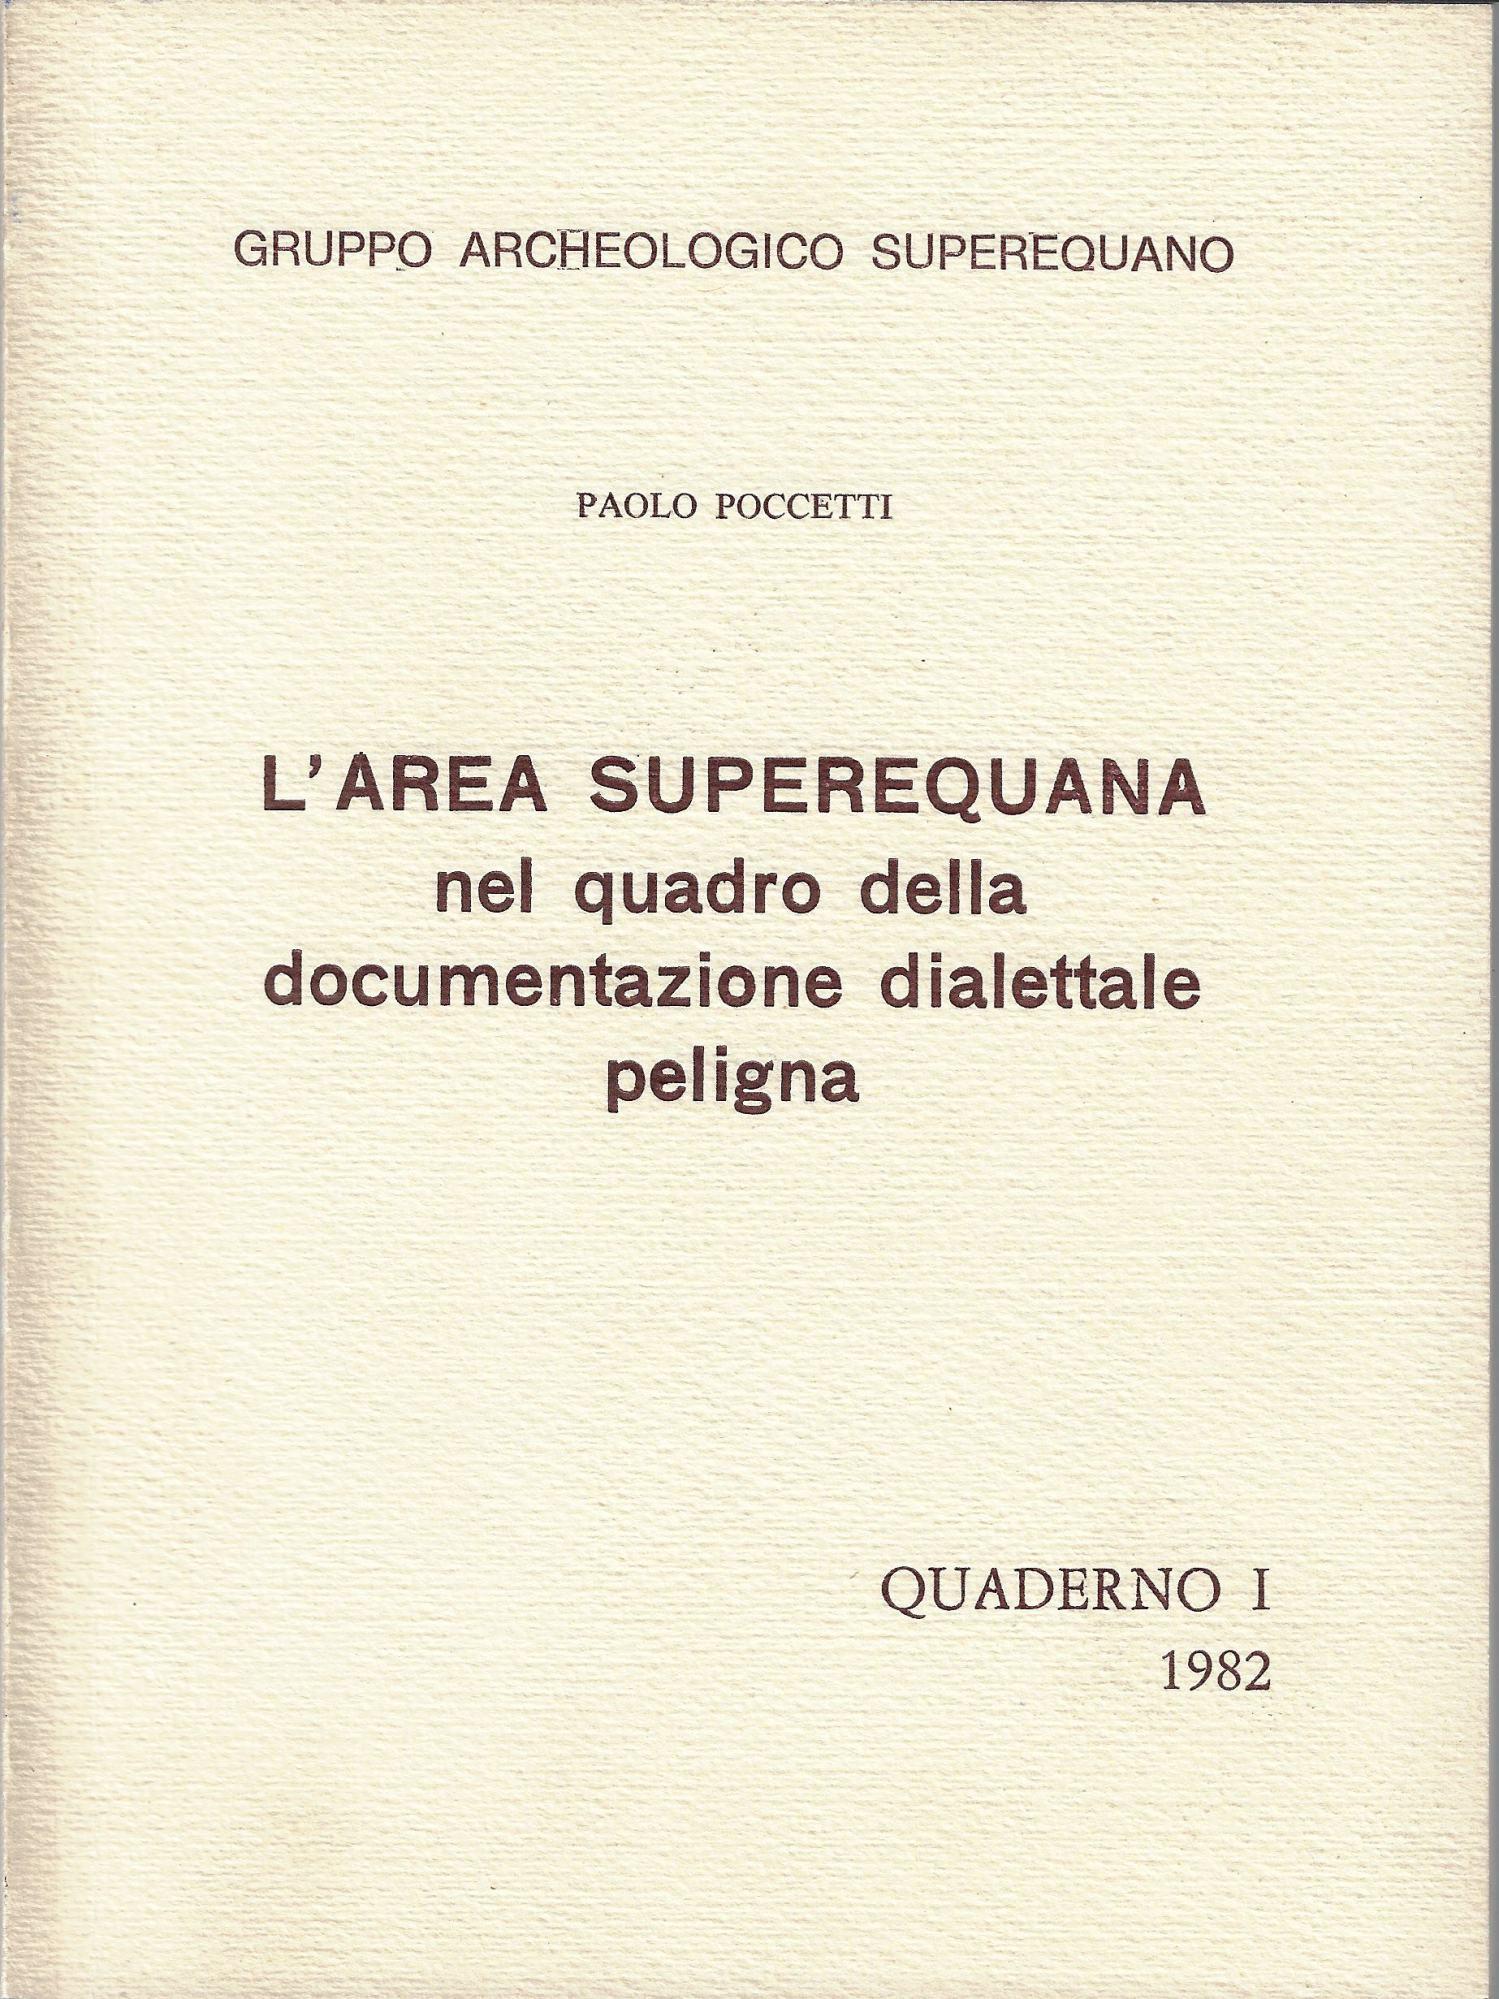 GRUPPO ARCHEOLOGICO SUPEREQUANO
PAOLO POCCETTI
L'AREA SUPEREQUANA
nel quadro della
documentazione dialettale
peligna
QUADERNO I
1982